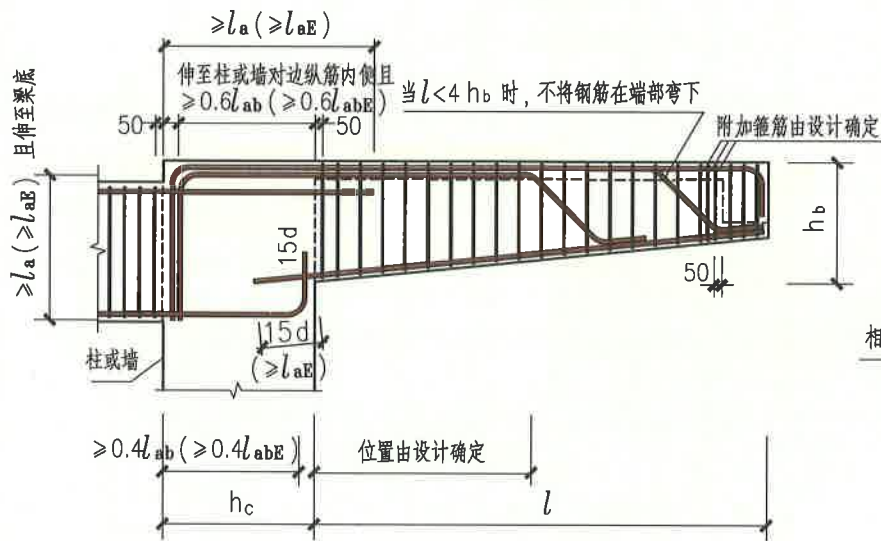 ≥la(≥laE)
伸至柱或墙对边纵筋内侧且
≥0.6lab(≥0.6labE)
50
50
当l<4hb时，不将钢筋在端部弯下
附加箍筋由设计确定
≥la(≥laE)且伸至梁底
hb
15d
50
15d
(≥laE)
柱或墙
相
≥0.4lab(≥0.4labE)
位置由设计确定
hc
l